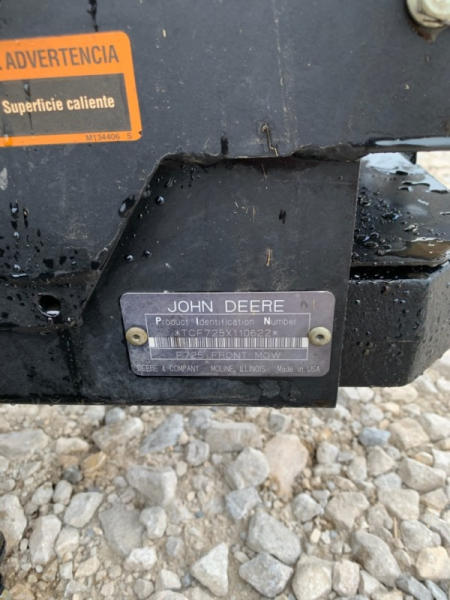 ADVERTENCIA
Superficie caliente
M134406 S
JOHN DEERE
Product Identification Number
*TCF725X110622*
F725 FRONT MOW
DEERE & COMPANY MOLINE, ILLINOIS Made in USA